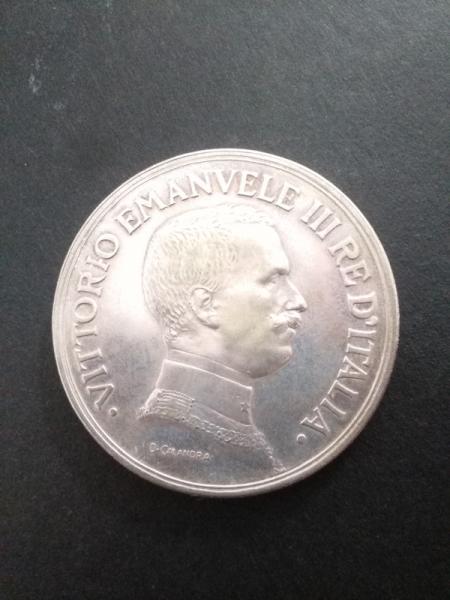 · VITTORIO EMANVELE III RE D'ITALIA ·
D. CALANDRA